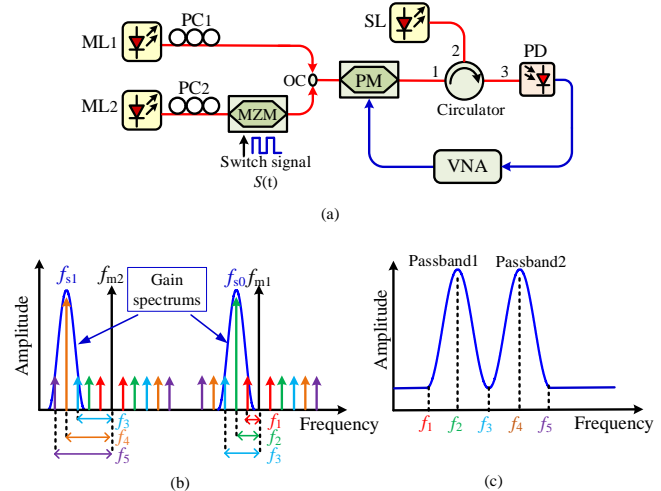 SL
PC1
ML1
2
PD
PC2
OC
PM
1
3
ML2
MZM
Circulator
Switch signal
S(t)
VNA
(a)
fs1
fm2
fs0
fm1
Gain
spectrums
Amplitude
f3
f1
Frequency
f4
f2
f5
f3
(b)
Passband1
Passband2
Amplitude
f1
f2
f3
f4
f5
Frequency
(c)